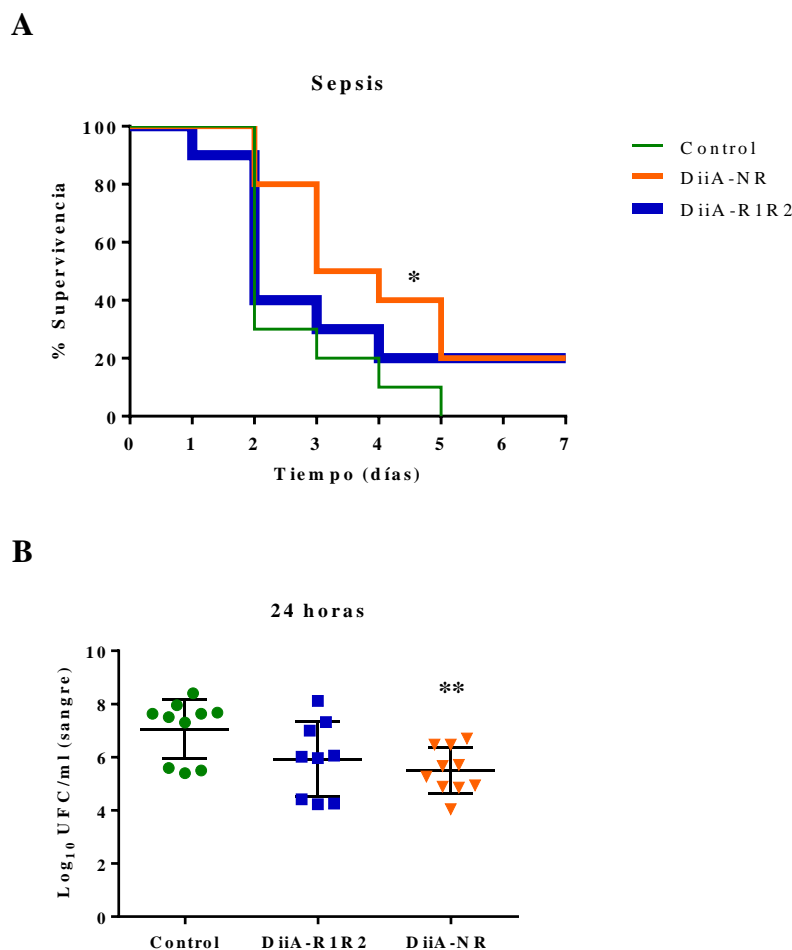 A
Sepsis
100
80
60
40
20
0
% Supervivencia
*
0 1 2 3 4 5 6 7
Tiempo (días)
Control
DiiA-NR
DiiA-R1R2
B
24 horas
10
8
6
4
2
0
Log10 UFC/ml (sangre)
**
Control DiiA-R1R2 DiiA-NR